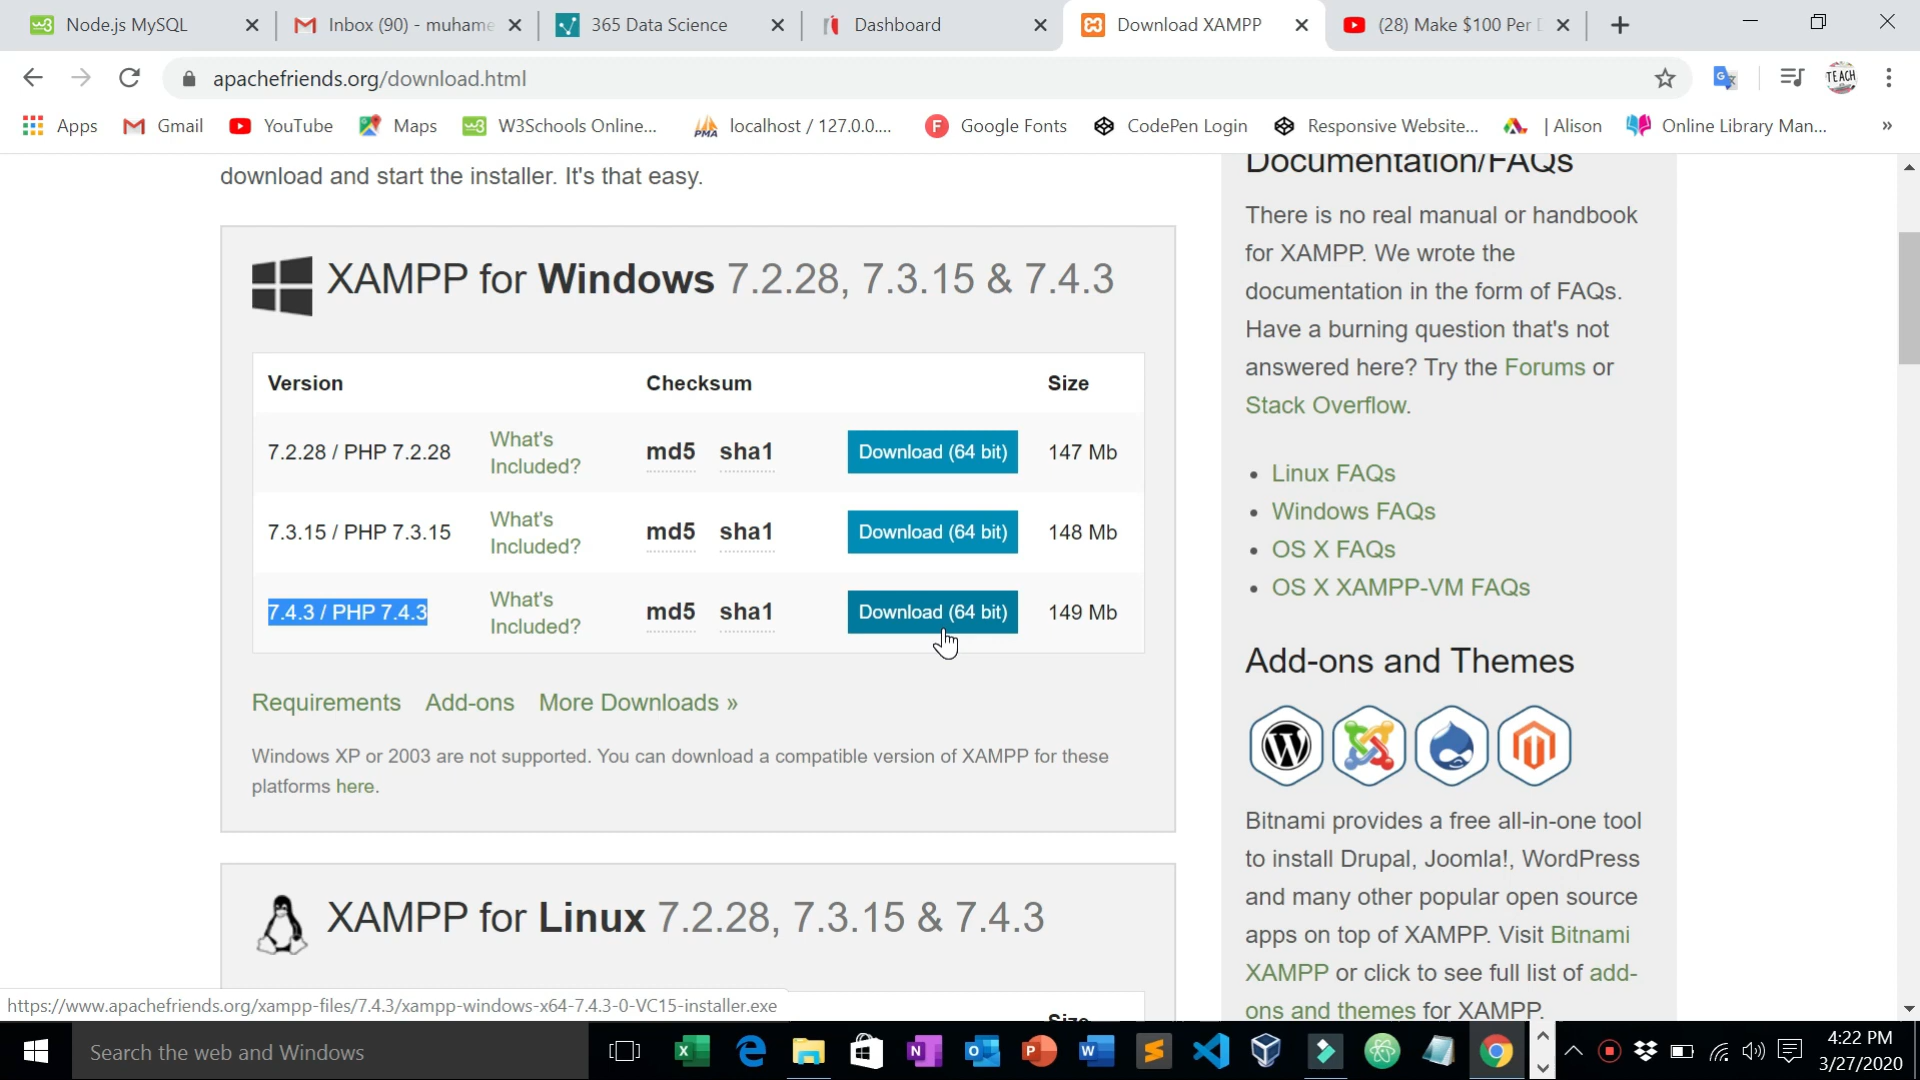 Node.js MySQL
Inbox (90) - muhame
365 Data Science
Dashboard
Download XAMPP
(28) Make $100 Per D
apachefriends.org/download.html
TEACH
Apps
Gmail
YouTube
Maps
W3Schools Online...
PMA
localhost / 127.0.0....
F
Google Fonts
CodePen Login
Responsive Website...
| Alison
Online Library Man...
»
download and start the installer. It's that easy.
XAMPP for Windows 7.2.28, 7.3.15 & 7.4.3
Version Checksum Size
7.2.28 / PHP 7.2.28 What's Included? md5 sha1 Download (64 bit) 147 Mb
7.3.15 / PHP 7.3.15 What's Included? md5 sha1 Download (64 bit) 148 Mb
7.4.3 / PHP 7.4.3 What's Included? md5 sha1 Download (64 bit) 149 Mb
Requirements Add-ons More Downloads »
Windows XP or 2003 are not supported. You can download a compatible version of XAMPP for these
platforms here.
XAMPP for Linux 7.2.28, 7.3.15 & 7.4.3
Size
Documentation/FAQs
There is no real manual or handbook
for XAMPP. We wrote the
documentation in the form of FAQs.
Have a burning question that's not
answered here? Try the Forums or
Stack Overflow.
• Linux FAQs
• Windows FAQs
• OS X FAQs
• OS X XAMPP-VM FAQs
Add-ons and Themes
Bitnami provides a free all-in-one tool
to install Drupal, Joomla!, WordPress
and many other popular open source
apps on top of XAMPP. Visit Bitnami
XAMPP or click to see full list of add-
ons and themes for XAMPP.
https://www.apachefriends.org/xampp-files/7.4.3/xampp-windows-x64-7.4.3-0-VC15-installer.exe
Search the web and Windows
4:22 PM
3/27/2020